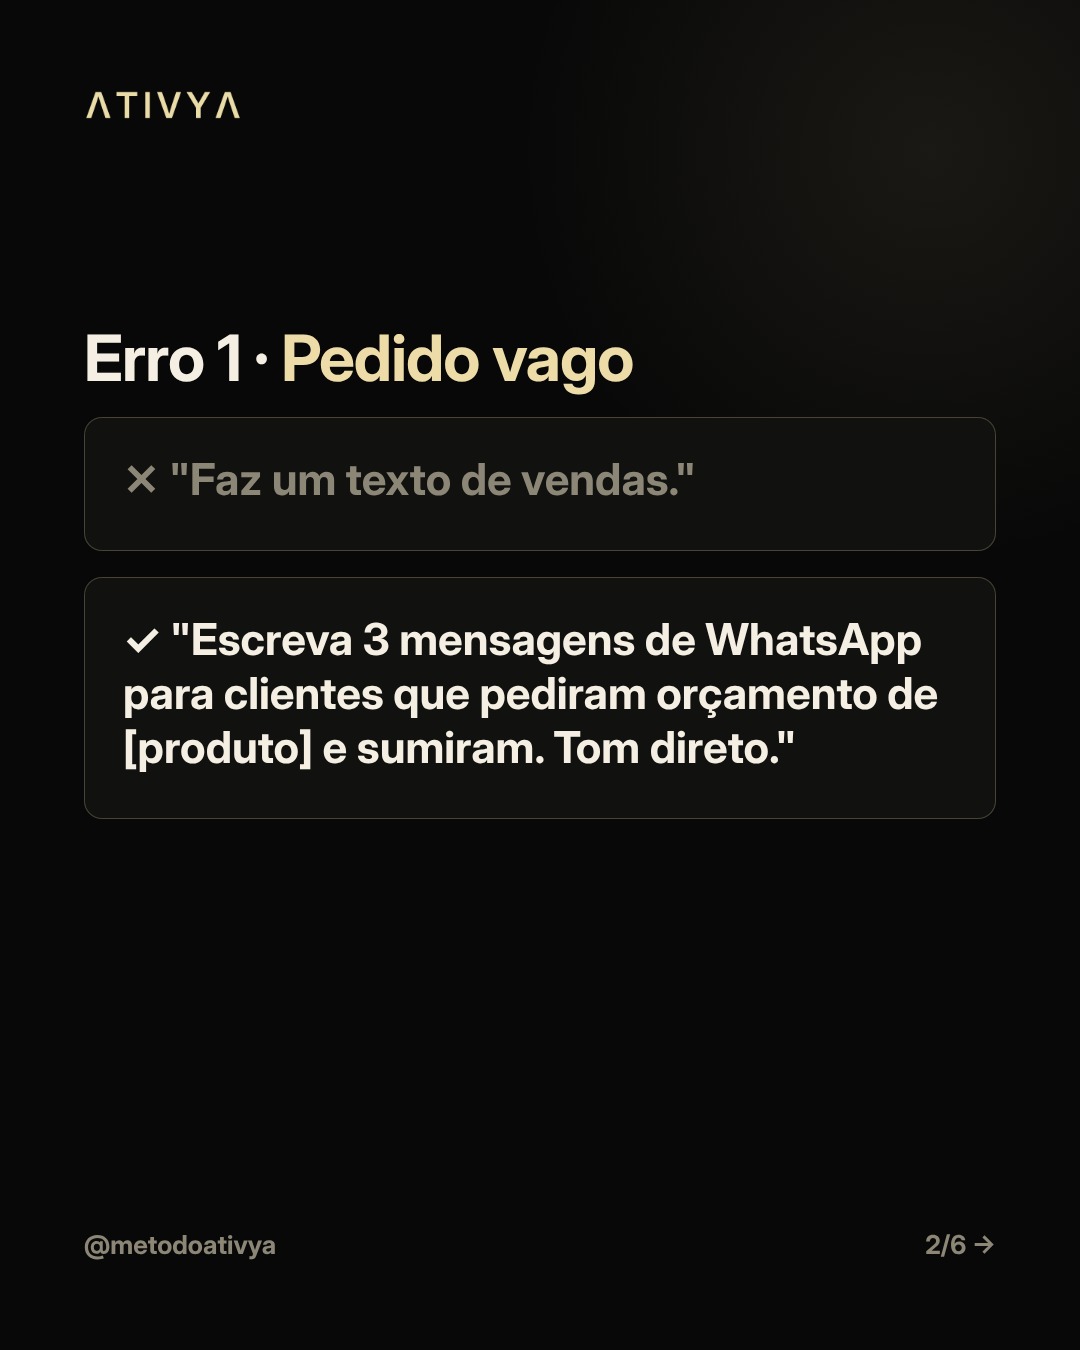 ATIVYA
Erro 1 · Pedido vago
✕ "Faz um texto de vendas."
✓ "Escreva 3 mensagens de WhatsApp
para clientes que pediram orçamento de
[produto] e sumiram. Tom direto."
@metodoativya
2/6 →